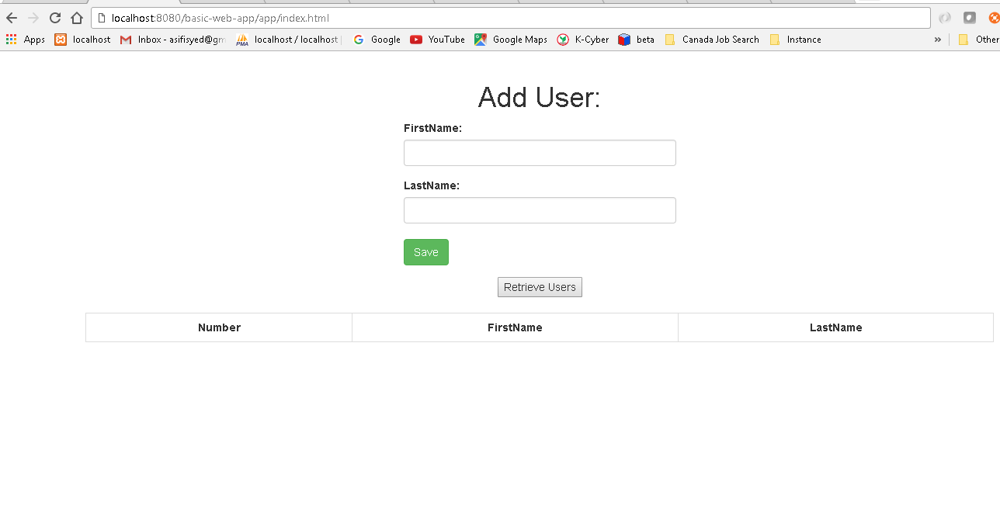 localhost:8080/basic-web-app/app/index.html
Apps localhost Inbox - asifisyed@gm localhost / localhost Google YouTube Google Maps K-Cyber beta Canada Job Search Instance » Other
Add User:
FirstName:
LastName:
Save
Retrieve Users
Number FirstName LastName